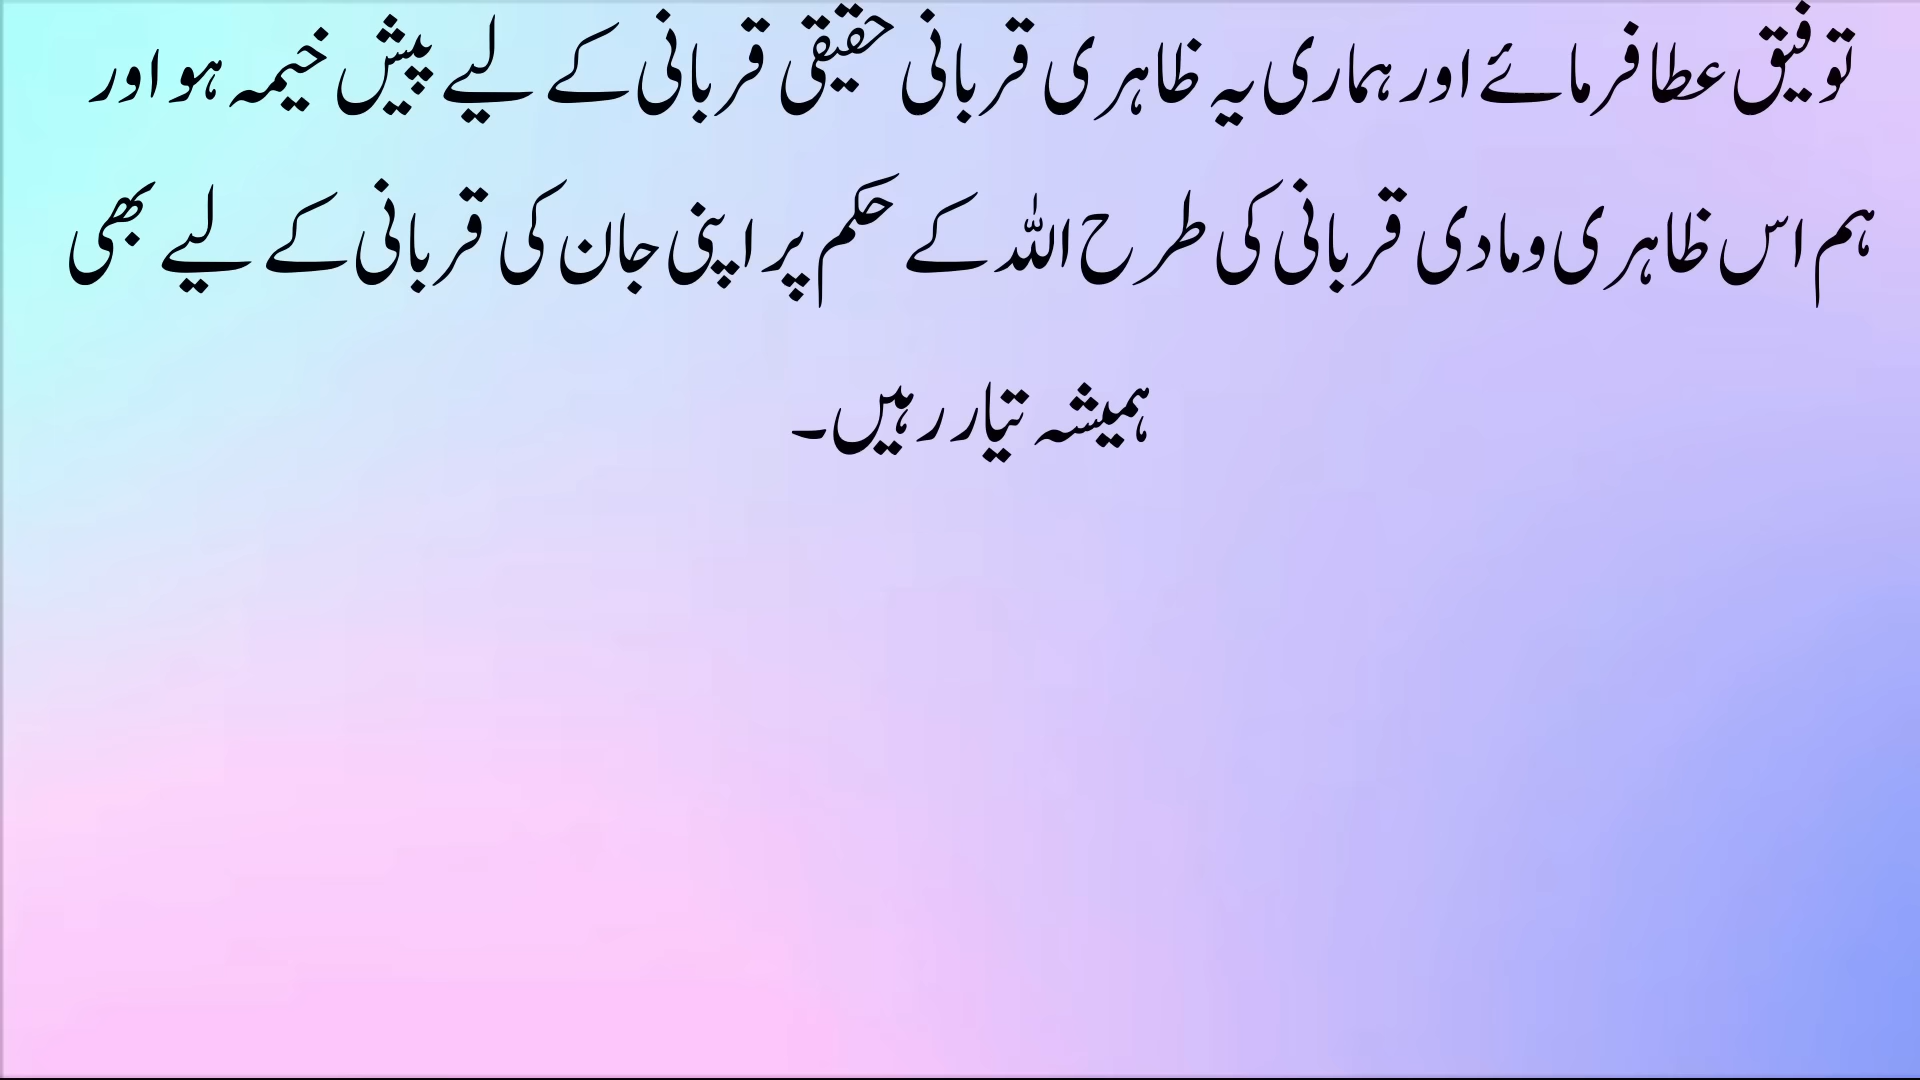 توفیق عطا فرمائے اور ہماری یہ ظاہری قربانی حقیقی قربانی کے لیے پیش خیمہ ہو اور
ہم اس ظاہری و مادی قربانی کی طرح اللہ کے حکم پر اپنی جان کی قربانی کے لیے بھی
ہمیشہ تیار رہیں۔